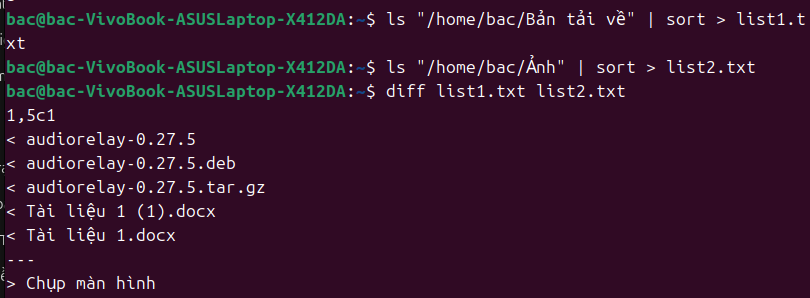 bac@bac-VivoBook-ASUSLaptop-X412DA:~$ ls "/home/bac/Bản tải về" | sort > list1.t
xt
bac@bac-VivoBook-ASUSLaptop-X412DA:~$ ls "/home/bac/Ảnh" | sort > list2.txt
bac@bac-VivoBook-ASUSLaptop-X412DA:~$ diff list1.txt list2.txt
1,5c1
< audiorelay-0.27.5
< audiorelay-0.27.5.deb
< audiorelay-0.27.5.tar.gz
< Tài liệu 1 (1).docx
< Tài liệu 1.docx
---
> Chụp màn hình